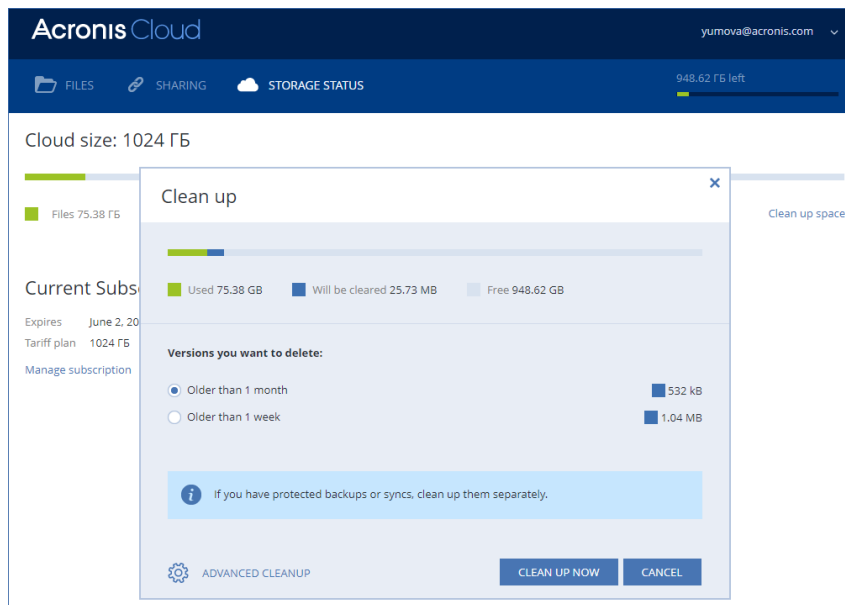 Acronis Cloud
yumova@acronis.com
FILES
SHARING
STORAGE STATUS
948.62 ГБ left
Cloud size: 1024 ГБ
Files 75.38 ГБ
Clean up space
Current Subs
Expires June 2, 20
Tariff plan 1024 ГБ
Manage subscription
Clean up
Used 75.38 GB
Will be cleared 25.73 MB
Free 948.62 GB
Versions you want to delete:
Older than 1 month 532 kB
Older than 1 week 1.04 MB
If you have protected backups or syncs, clean up them separately.
ADVANCED CLEANUP
CLEAN UP NOW
CANCEL